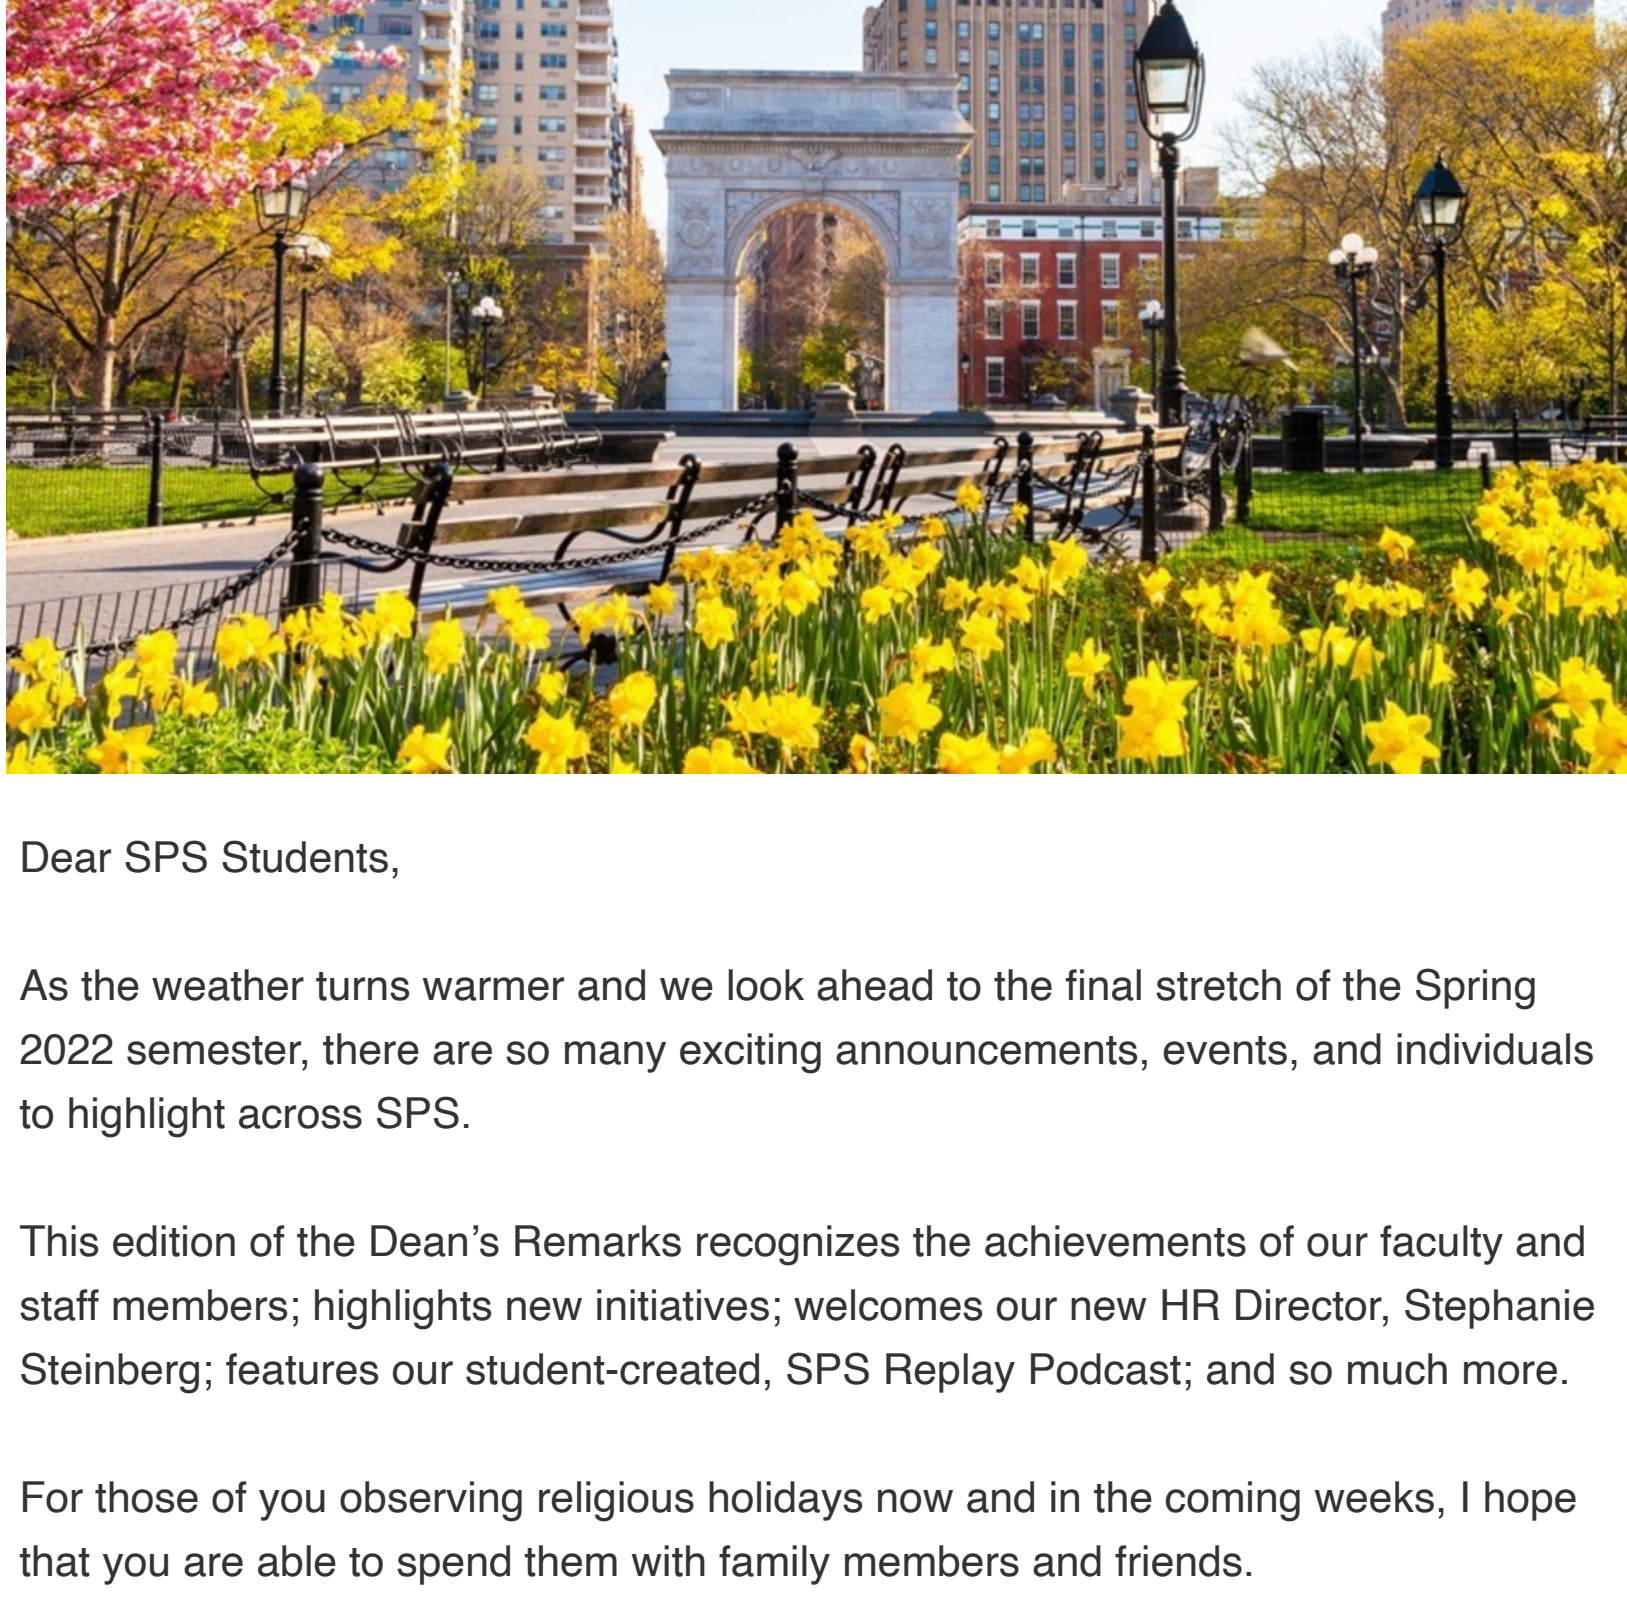 Dear SPS Students,
As the weather turns warmer and we look ahead to the final stretch of the Spring
2022 semester, there are so many exciting announcements, events, and individuals
to highlight across SPS.
This edition of the Dean’s Remarks recognizes the achievements of our faculty and
staff members; highlights new initiatives; welcomes our new HR Director, Stephanie
Steinberg; features our student-created, SPS Replay Podcast; and so much more.
For those of you observing religious holidays now and in the coming weeks, I hope
that you are able to spend them with family members and friends.